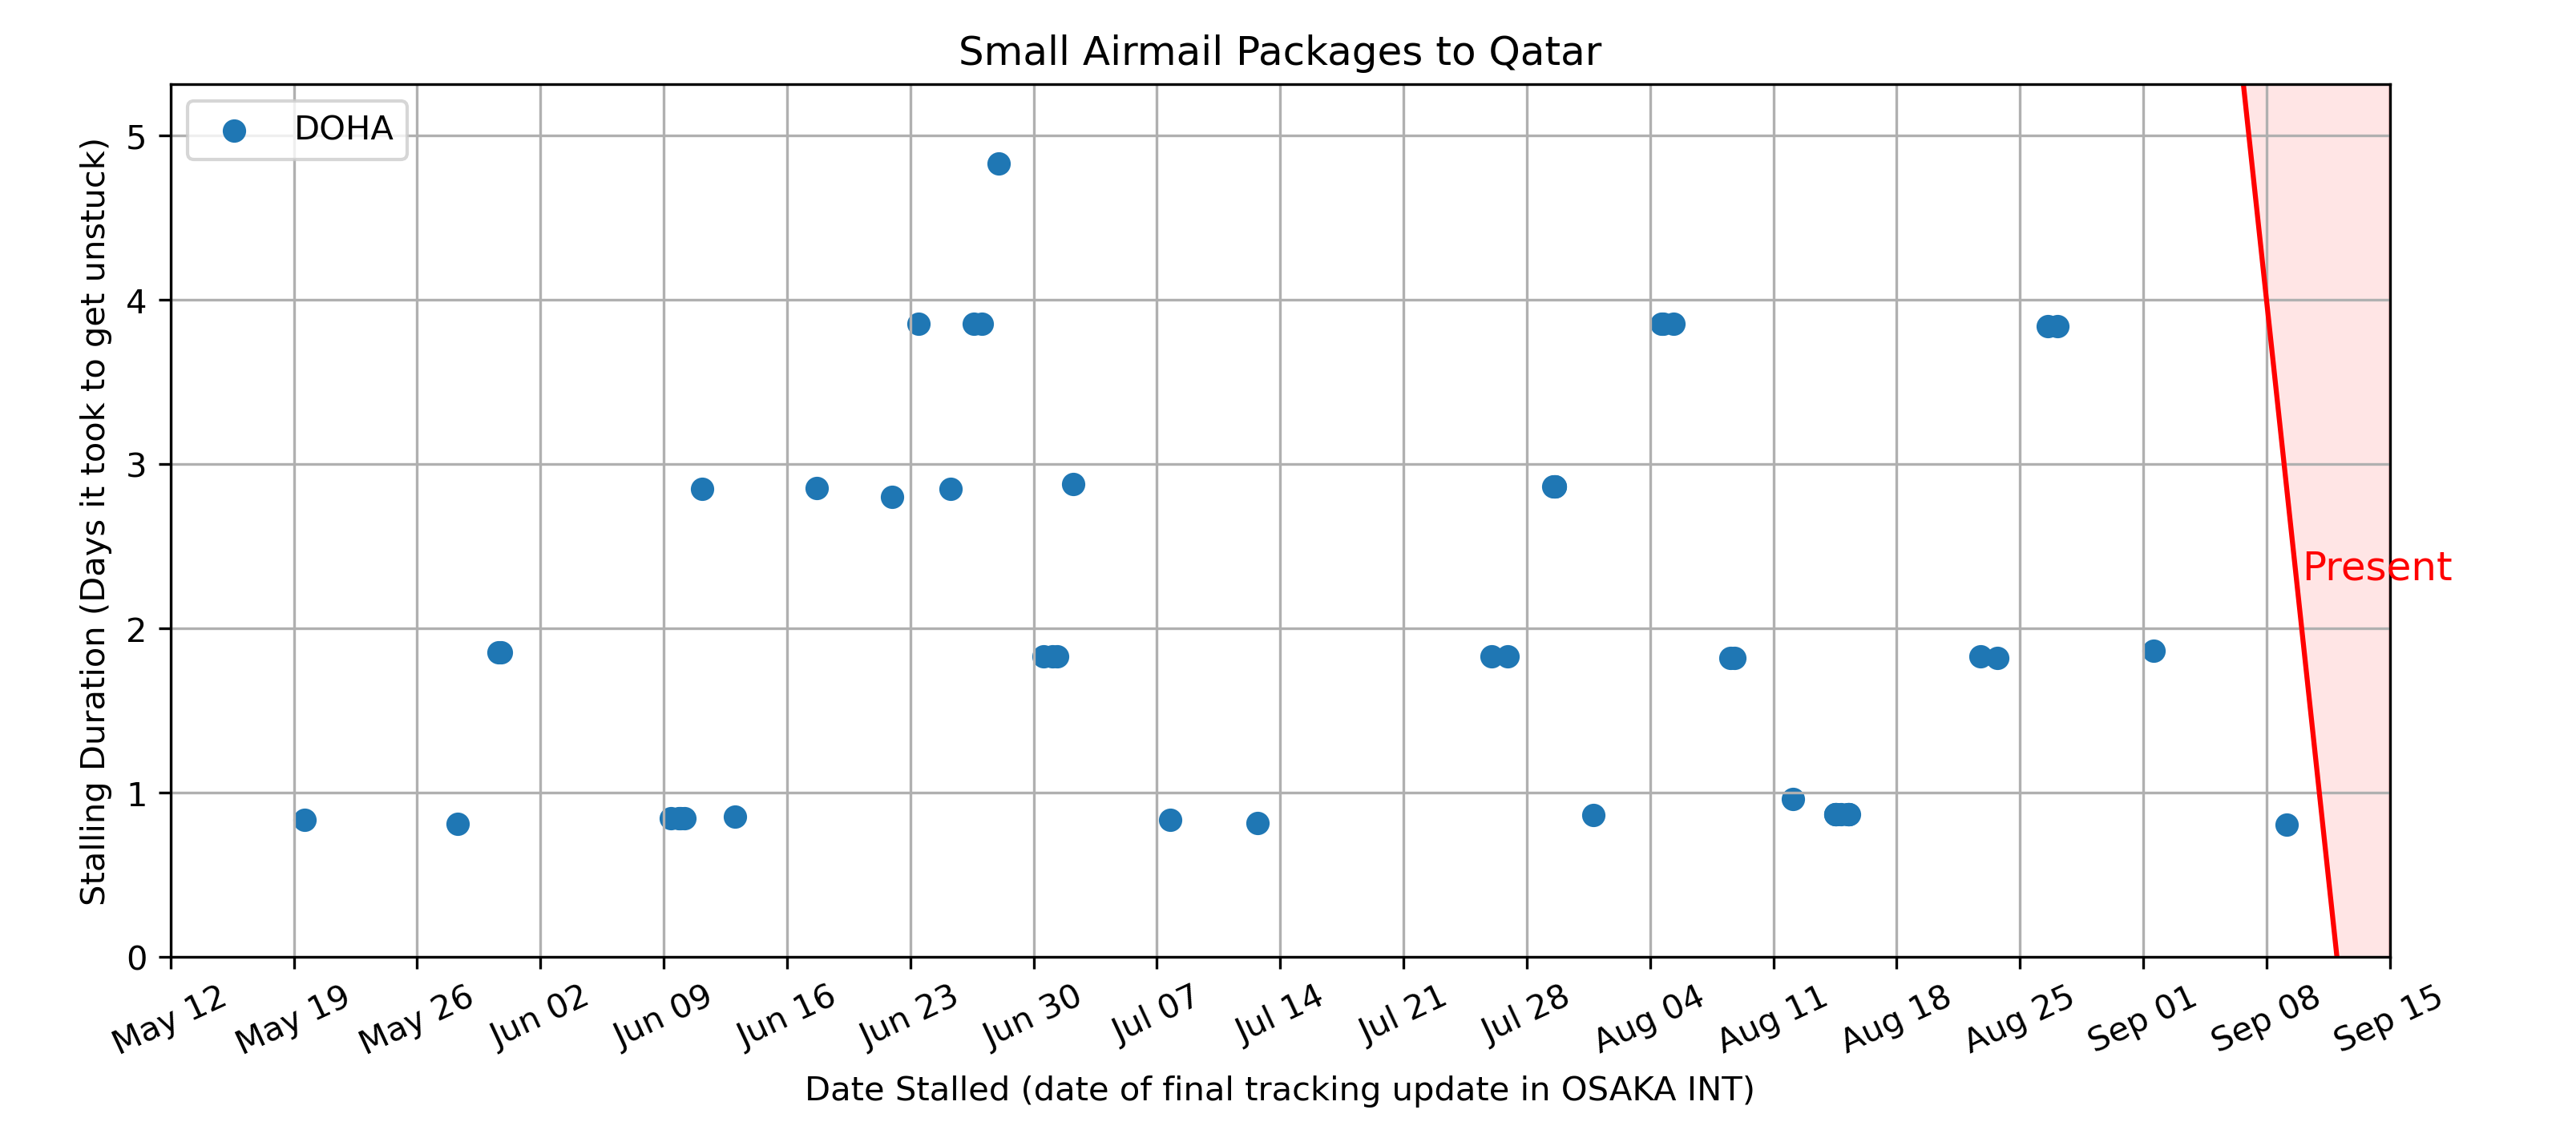 Small Airmail Packages to Qatar
DOHA
Stalling Duration (Days it took to get unstuck)
5
4
3
2
1
0
Present
May 12
May 19
May 26
Jun 02
Jun 09
Jun 16
Jun 23
Jun 30
Jul 07
Jul 14
Jul 21
Jul 28
Aug 04
Aug 11
Aug 18
Aug 25
Sep 01
Sep 08
Sep 15
Date Stalled (date of final tracking update in OSAKA INT)